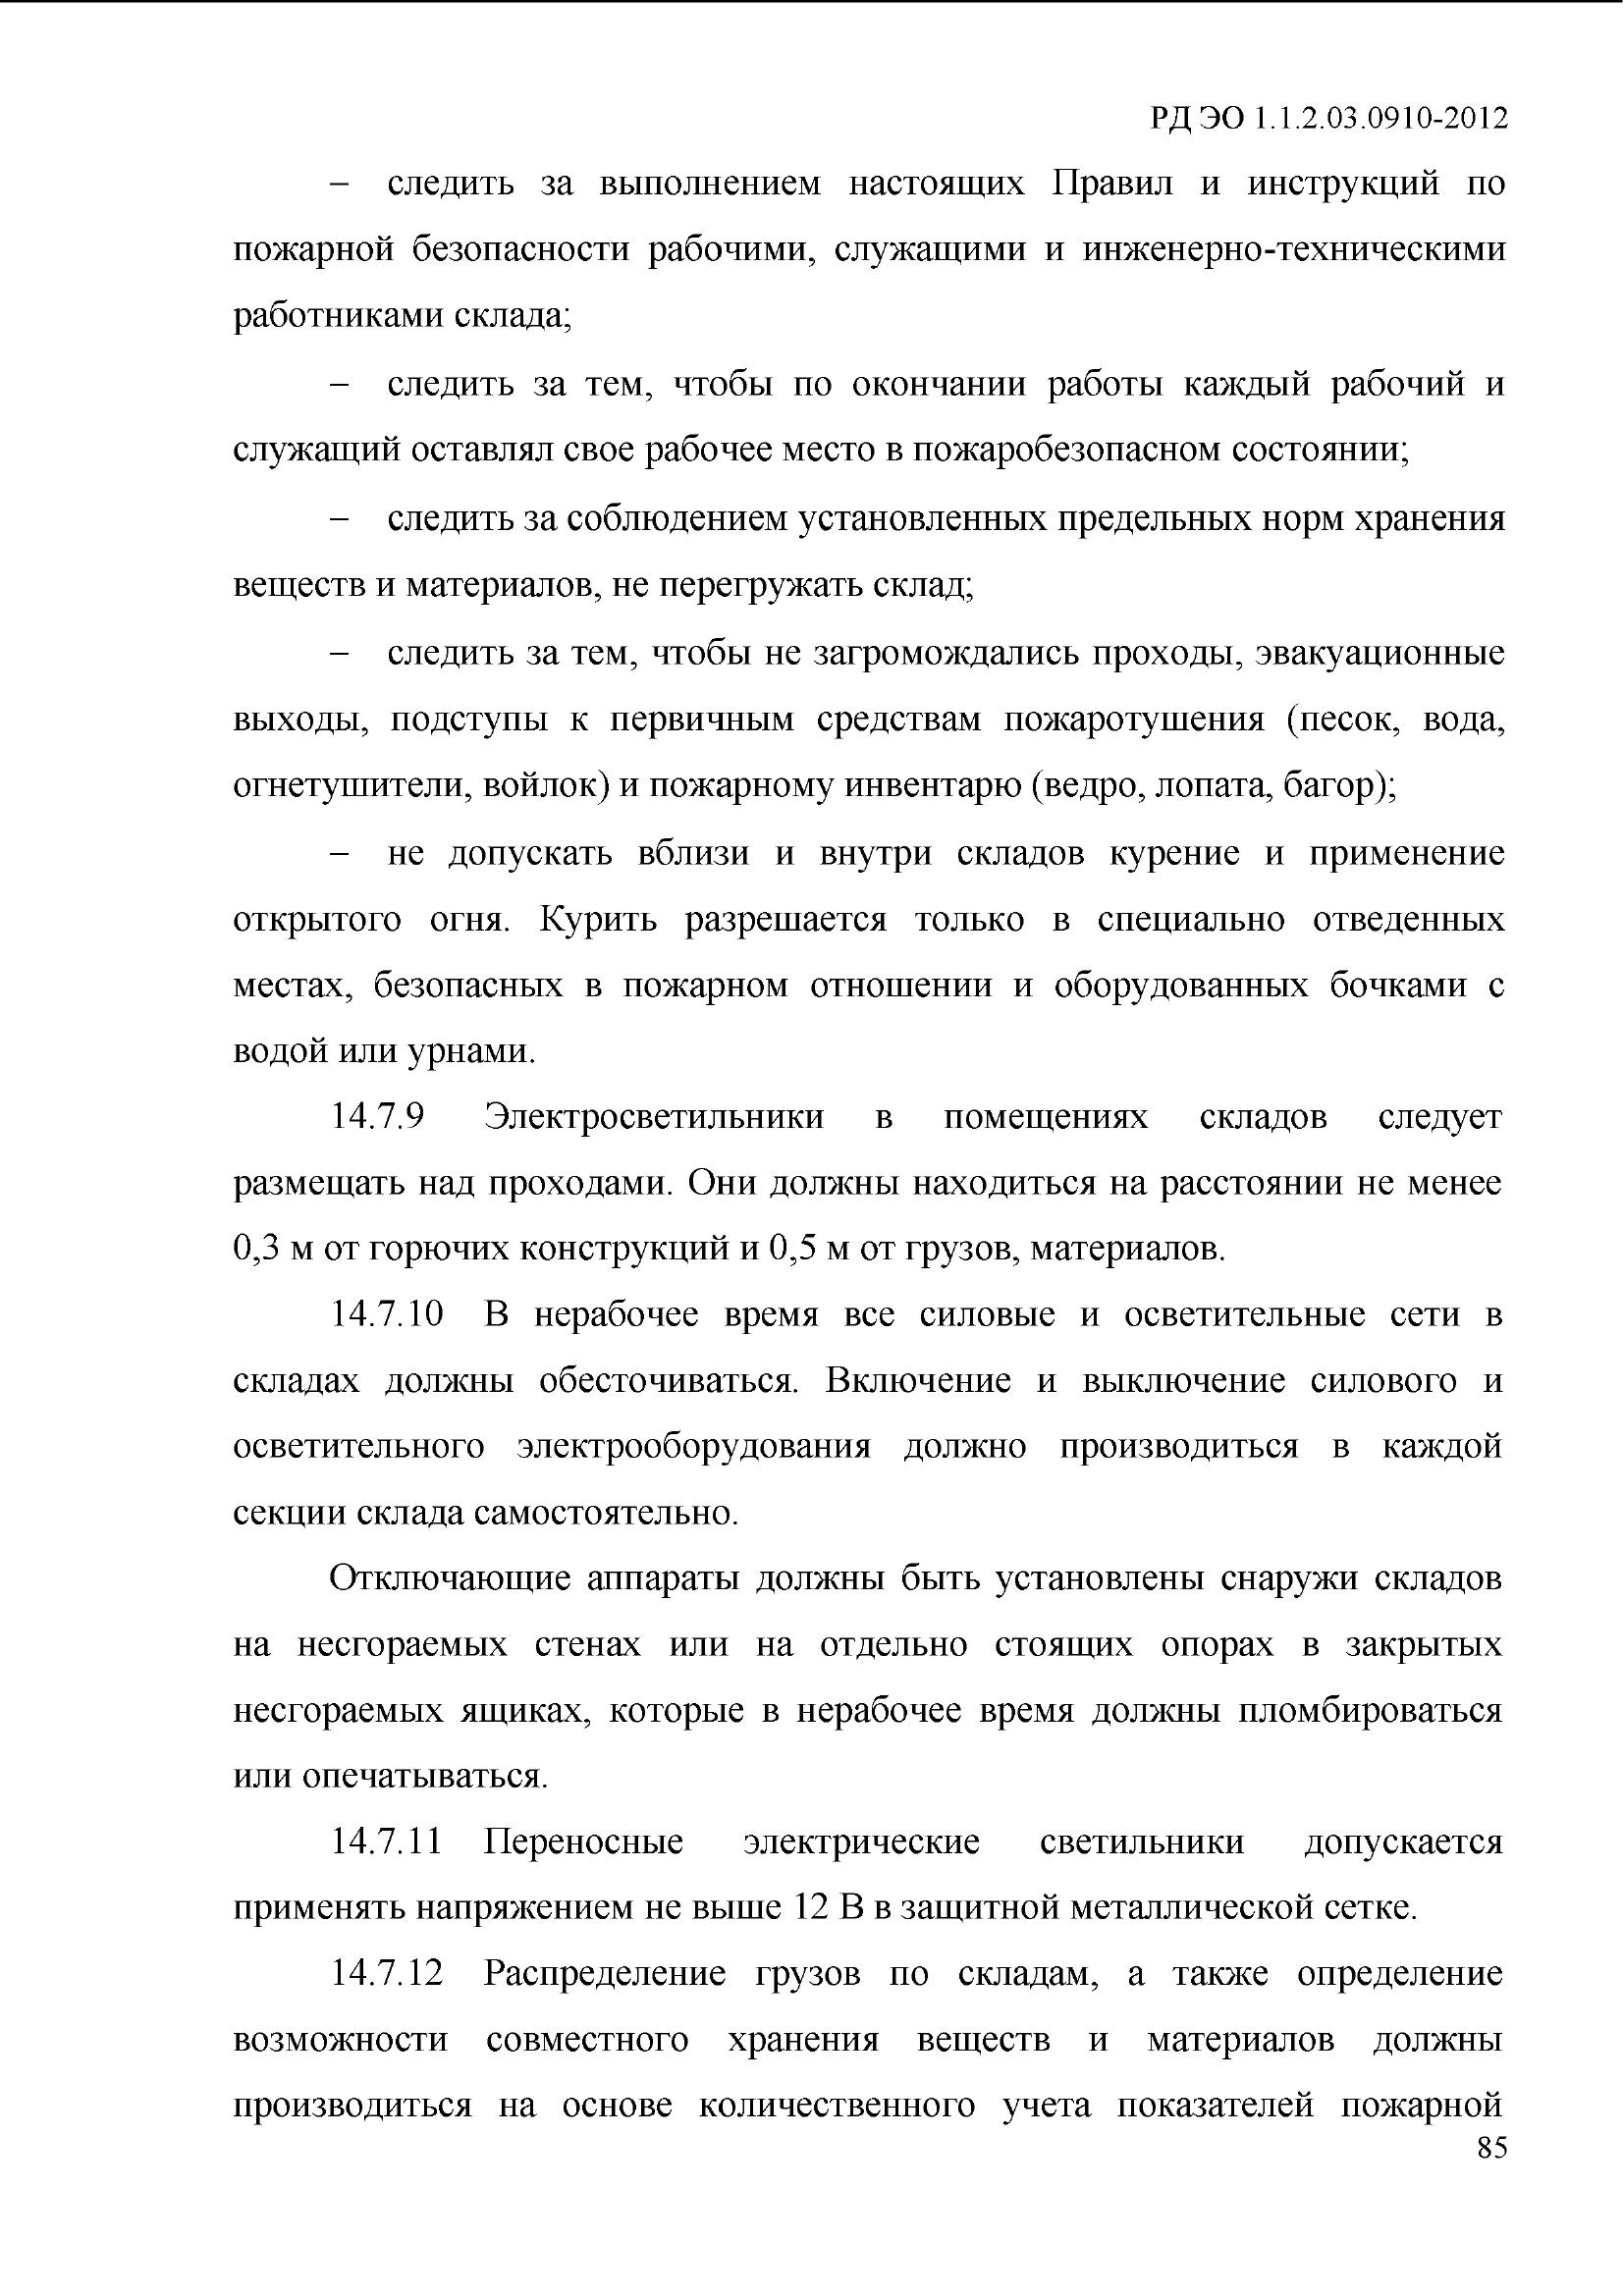 РД ЭО 1.1.2.03.0910-2012
– следить за выполнением настоящих Правил и инструкций по
пожарной безопасности рабочими, служащими и инженерно-техническими
работниками склада;
– следить за тем, чтобы по окончании работы каждый рабочий и
служащий оставлял свое рабочее место в пожаробезопасном состоянии;
– следить за соблюдением установленных предельных норм хранения
веществ и материалов, не перегружать склад;
– следить за тем, чтобы не загромождались проходы, эвакуационные
выходы, подступы к первичным средствам пожаротушения (песок, вода,
огнетушители, войлок) и пожарному инвентарю (ведро, лопата, багор);
– не допускать вблизи и внутри складов курение и применение
открытого огня. Курить разрешается только в специально отведенных
местах, безопасных в пожарном отношении и оборудованных бочками с
водой или урнами.
14.7.9 Электросветильники в помещениях складов следует
размещать над проходами. Они должны находиться на расстоянии не менее
0,3 м от горючих конструкций и 0,5 м от грузов, материалов.
14.7.10 В нерабочее время все силовые и осветительные сети в
складах должны обесточиваться. Включение и выключение силового и
осветительного электрооборудования должно производиться в каждой
секции склада самостоятельно.
Отключающие аппараты должны быть установлены снаружи складов
на несгораемых стенах или на отдельно стоящих опорах в закрытых
несгораемых ящиках, которые в нерабочее время должны пломбироваться
или опечатываться.
14.7.11 Переносные электрические светильники допускается
применять напряжением не выше 12 В в защитной металлической сетке.
14.7.12 Распределение грузов по складам, а также определение
возможности совместного хранения веществ и материалов должны
производиться на основе количественного учета показателей пожарной
85